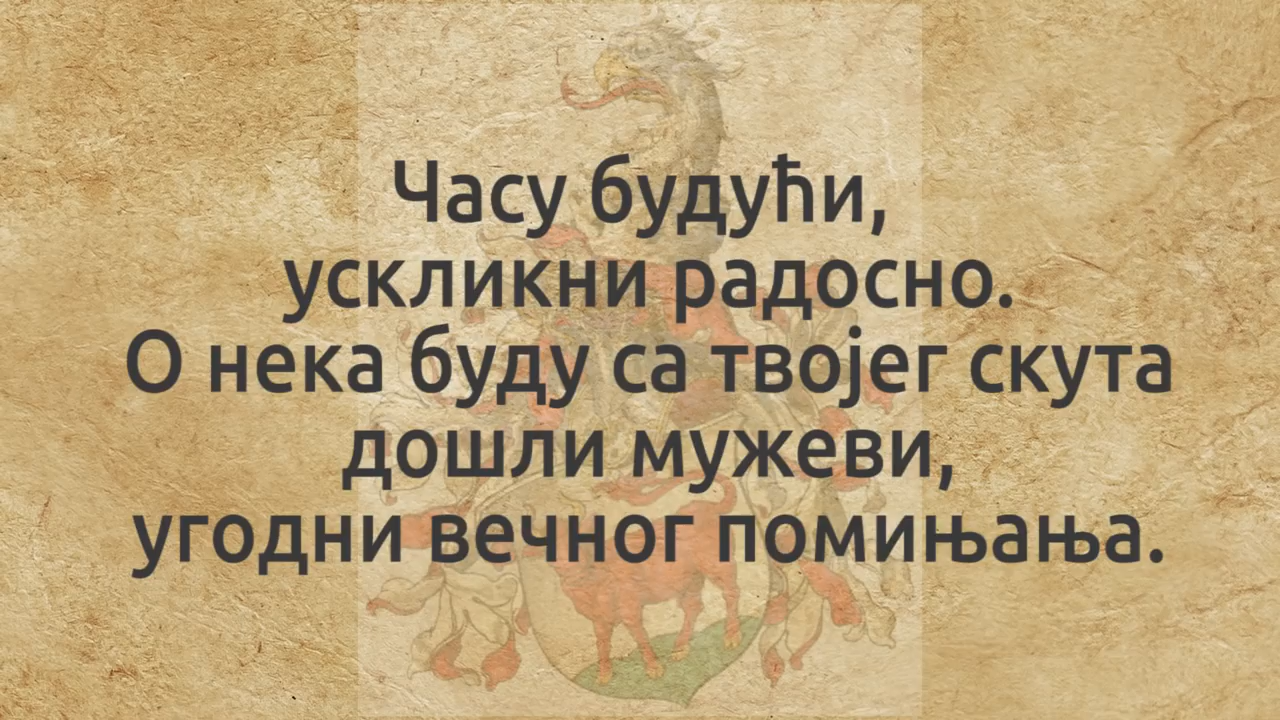 Часу будући,
ускликни радосно.
О нека буду са твојег скута
дошли мужеви,
угодни вечног помињања.